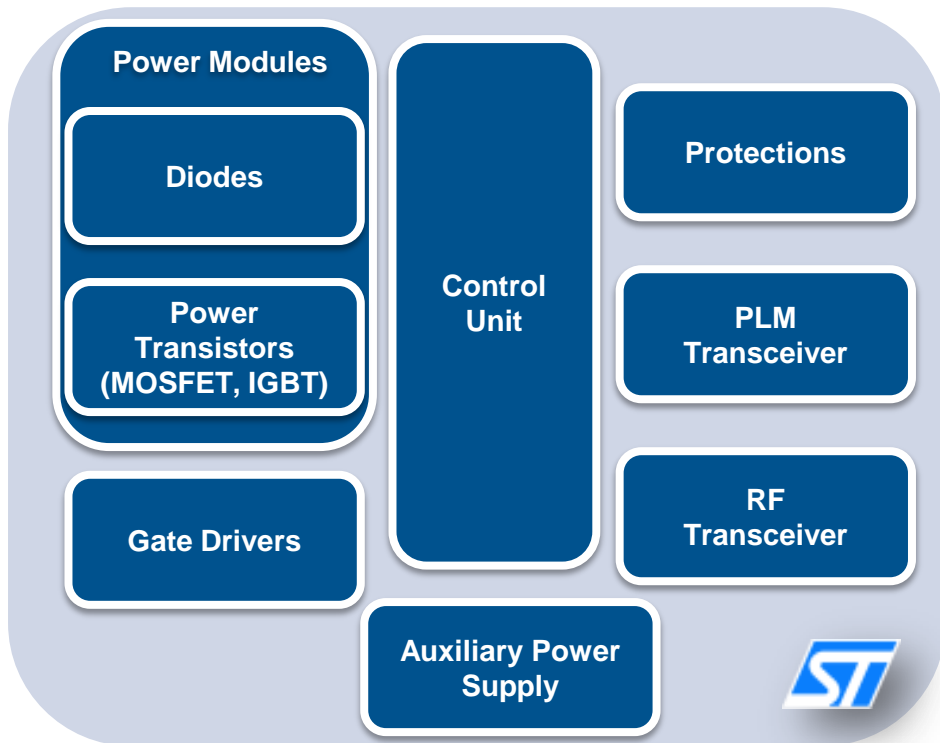 Power Modules
Diodes
Power
Transistors
(MOSFET, IGBT)
Gate Drivers
Control
Unit
Auxiliary Power
Supply
Protections
PLM
Transceiver
RF
Transceiver
ST